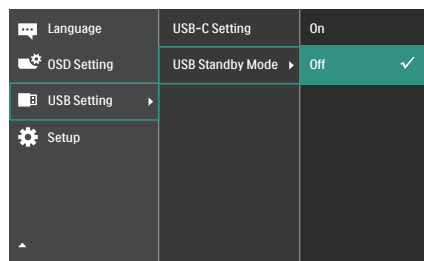 Language
OSD Setting
USB Setting
Setup
USB-C Setting
USB Standby Mode
On
Off